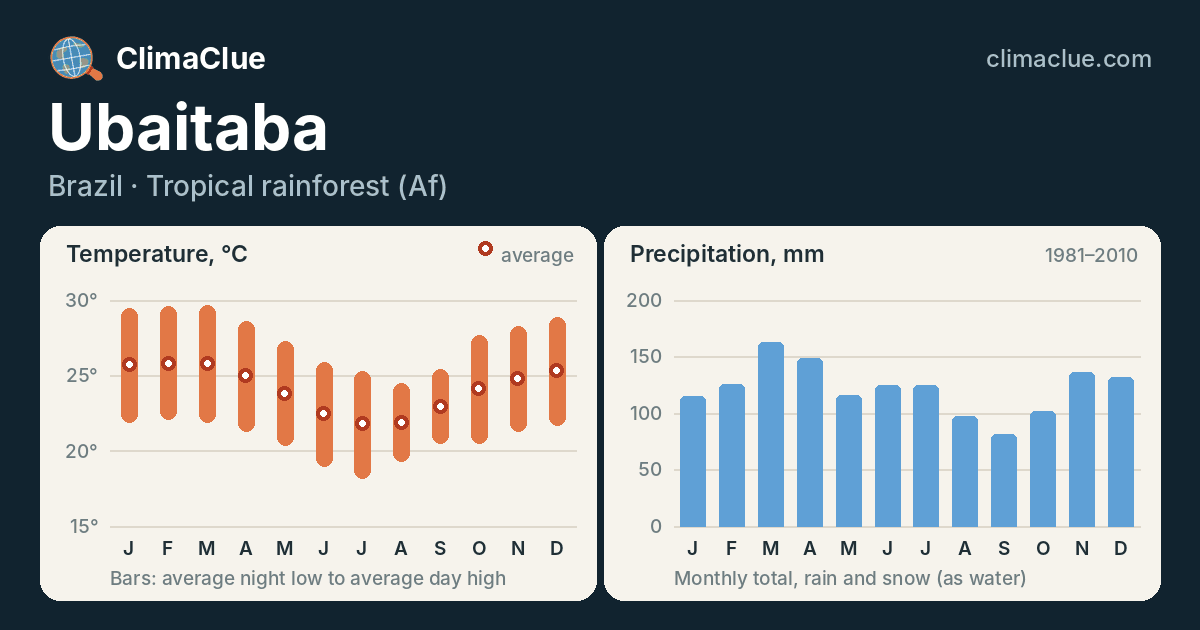 ClimaClue
climaclue.com
Ubaitaba
Brazil · Tropical rainforest (Af)
Temperature, °C
average
30°
25°
20°
15°
J F M A M J J A S O N D
Bars: average night low to average day high
Precipitation, mm
1981–2010
200
150
100
50
0
J F M A M J J A S O N D
Monthly total, rain and snow (as water)